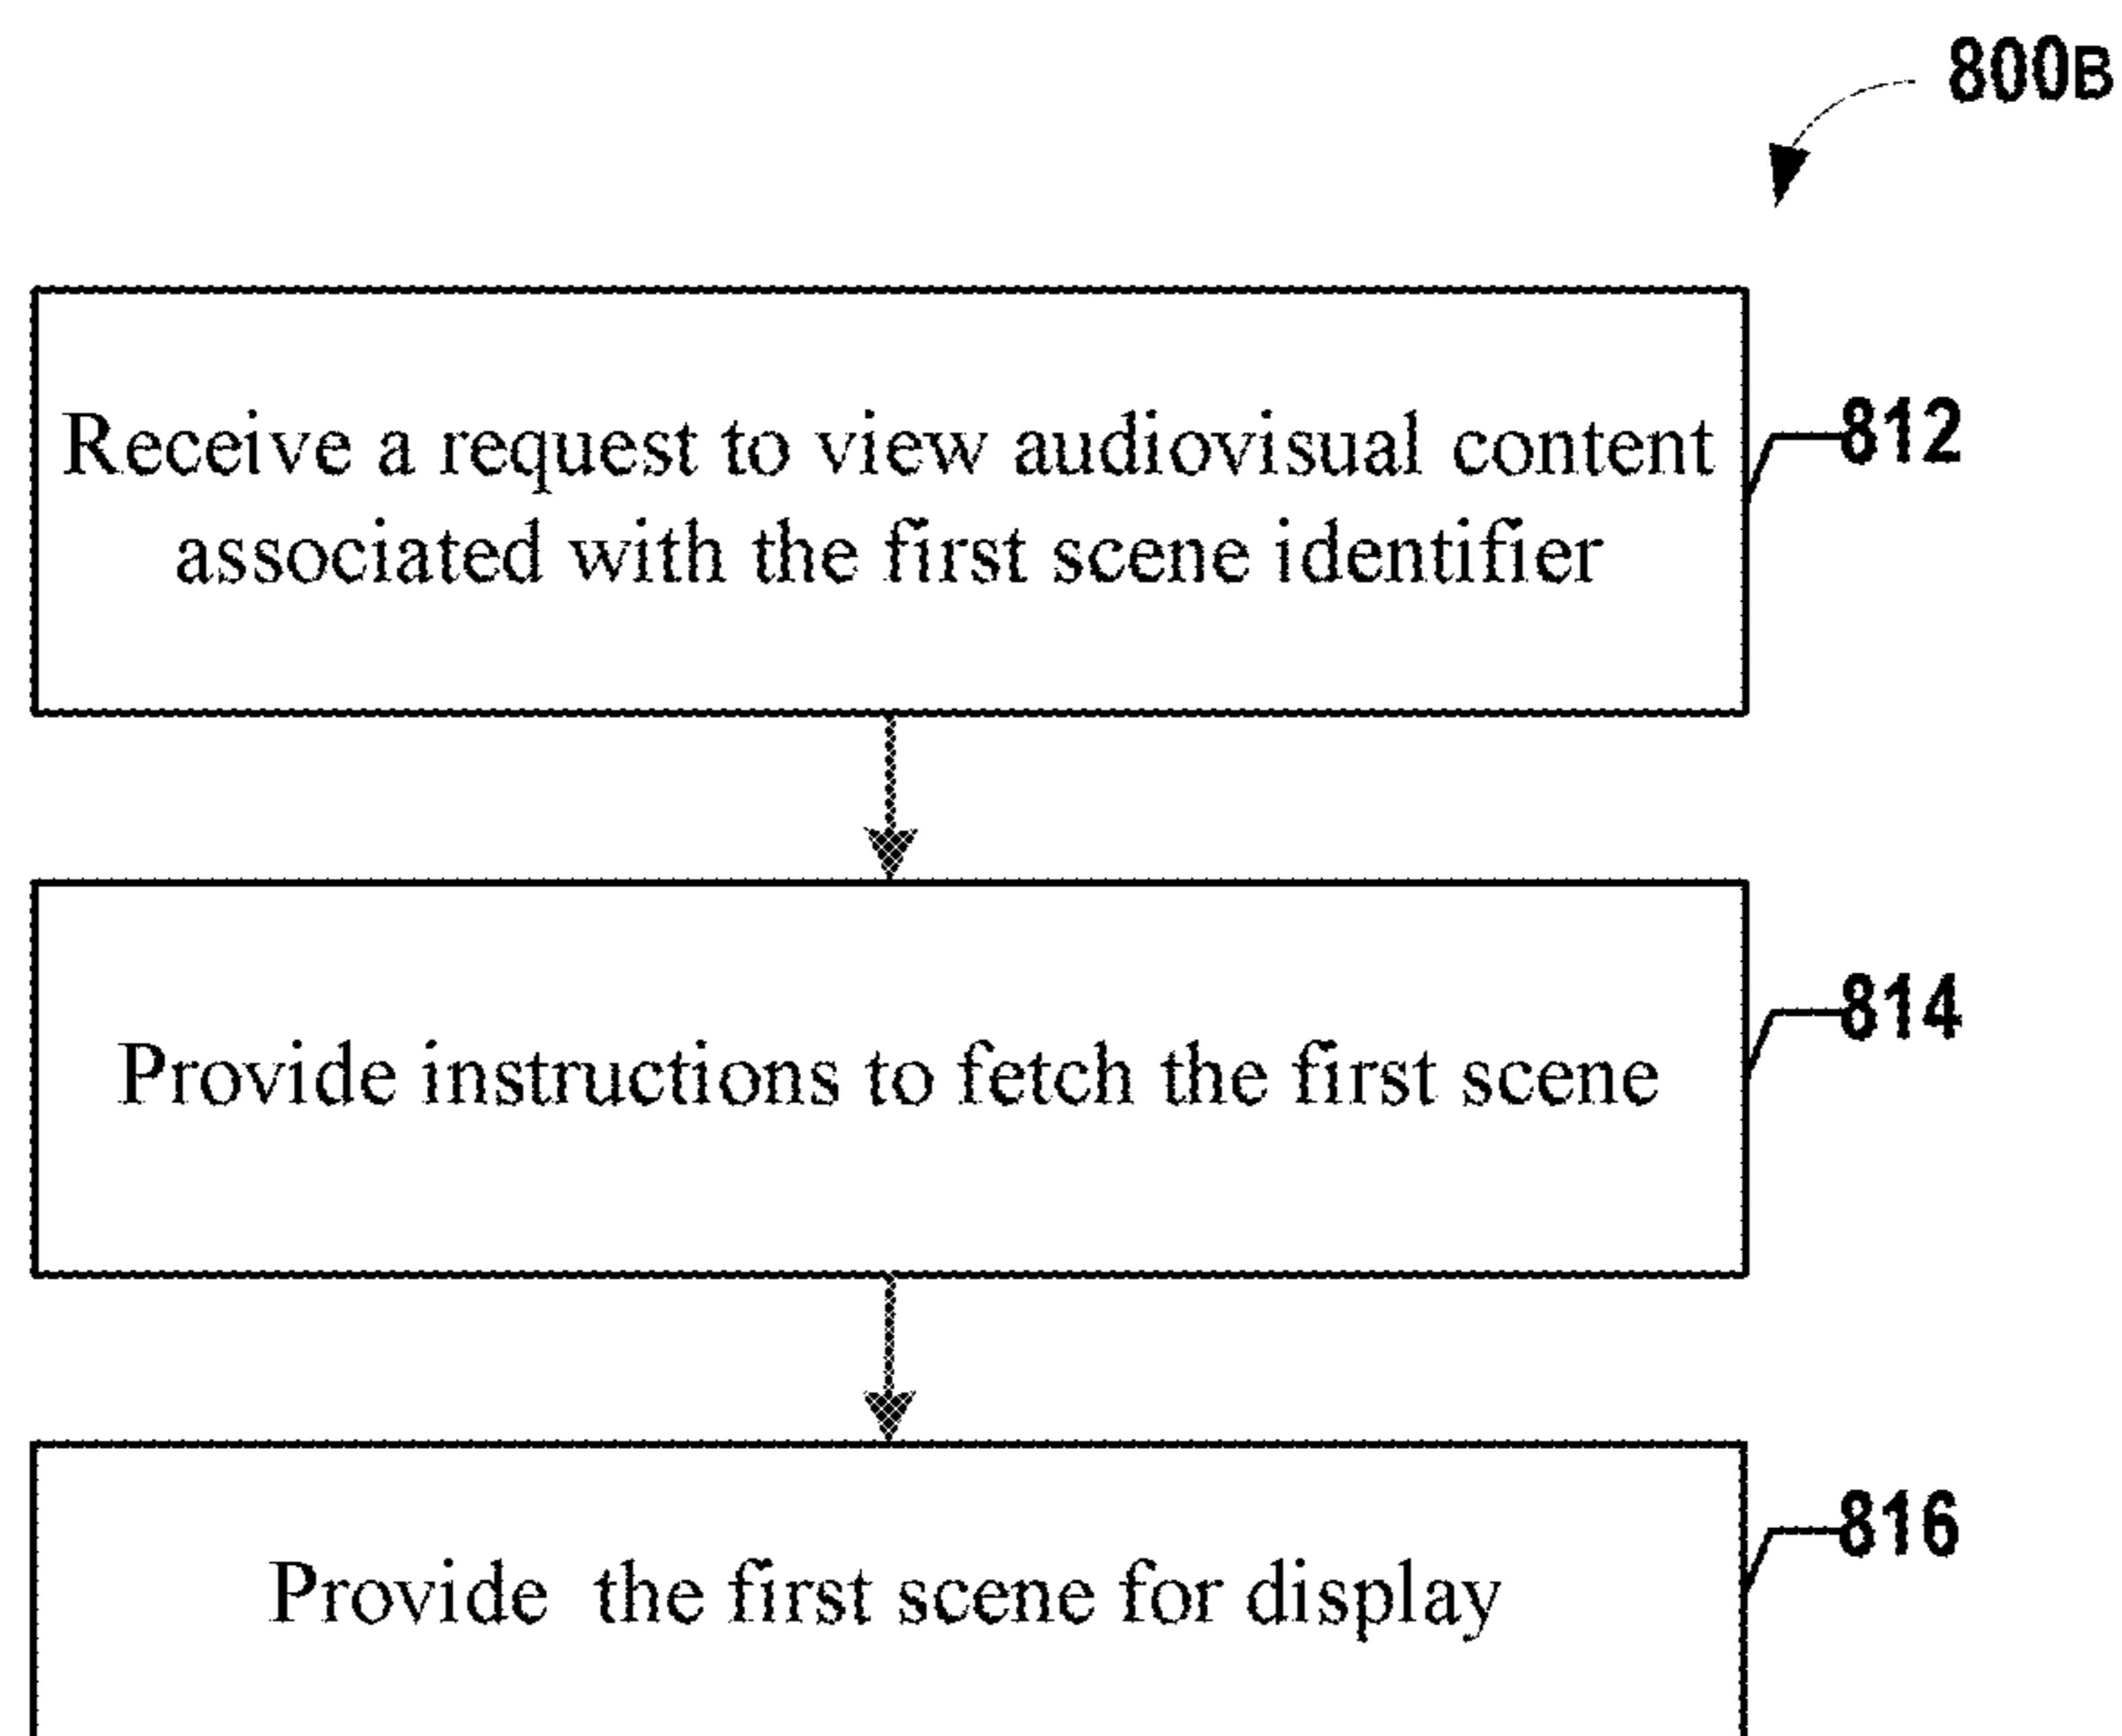 800B
Receive a request to view audiovisual content
associated with the first scene identifier
812
Provide instructions to fetch the first scene
814
Provide the first scene for display
816